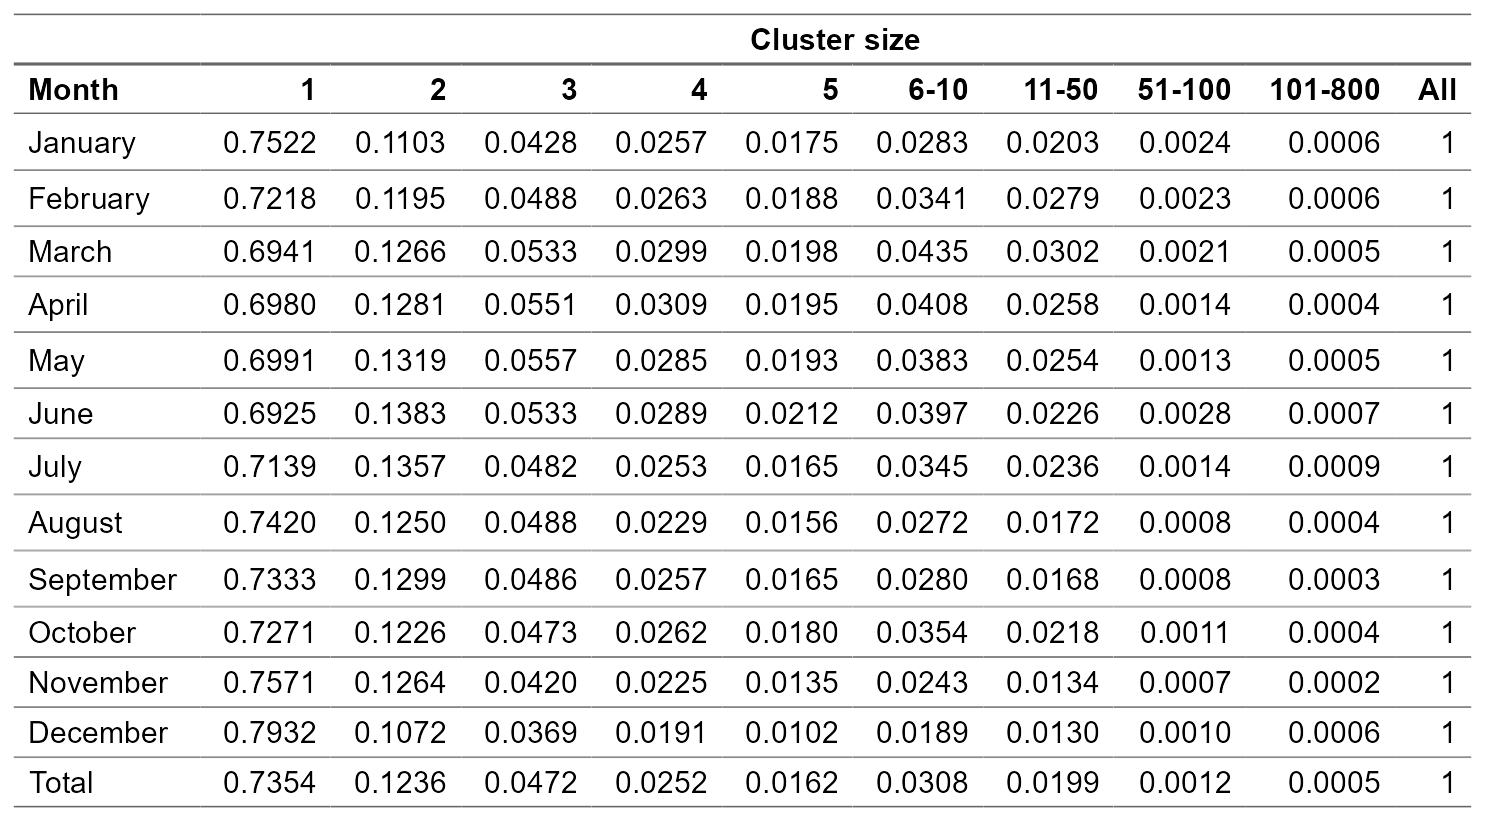 Cluster size
Month 1 2 3 4 5 6-10 11-50 51-100 101-800 All
January 0.7522 0.1103 0.0428 0.0257 0.0175 0.0283 0.0203 0.0024 0.0006 1
February 0.7218 0.1195 0.0488 0.0263 0.0188 0.0341 0.0279 0.0023 0.0006 1
March 0.6941 0.1266 0.0533 0.0299 0.0198 0.0435 0.0302 0.0021 0.0005 1
April 0.6980 0.1281 0.0551 0.0309 0.0195 0.0408 0.0258 0.0014 0.0004 1
May 0.6991 0.1319 0.0557 0.0285 0.0193 0.0383 0.0254 0.0013 0.0005 1
June 0.6925 0.1383 0.0533 0.0289 0.0212 0.0397 0.0226 0.0028 0.0007 1
July 0.7139 0.1357 0.0482 0.0253 0.0165 0.0345 0.0236 0.0014 0.0009 1
August 0.7420 0.1250 0.0488 0.0229 0.0156 0.0272 0.0172 0.0008 0.0004 1
September 0.7333 0.1299 0.0486 0.0257 0.0165 0.0280 0.0168 0.0008 0.0003 1
October 0.7271 0.1226 0.0473 0.0262 0.0180 0.0354 0.0218 0.0011 0.0004 1
November 0.7571 0.1264 0.0420 0.0225 0.0135 0.0243 0.0134 0.0007 0.0002 1
December 0.7932 0.1072 0.0369 0.0191 0.0102 0.0189 0.0130 0.0010 0.0006 1
Total 0.7354 0.1236 0.0472 0.0252 0.0162 0.0308 0.0199 0.0012 0.0005 1